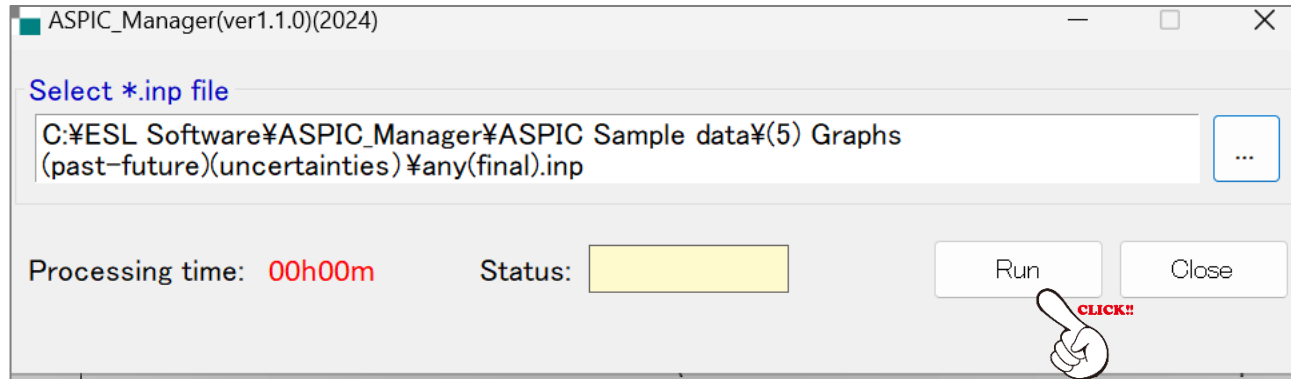 ASPIC_Manager(ver1.1.0)(2024)
Select *.inp file
C:¥ESL Software¥ASPIC_Manager¥ASPIC Sample data¥(5) Graphs
(past-future)(uncertainties)¥any(final).inp
...
Processing time: 00h00m Status: Run Close
CLICK!!